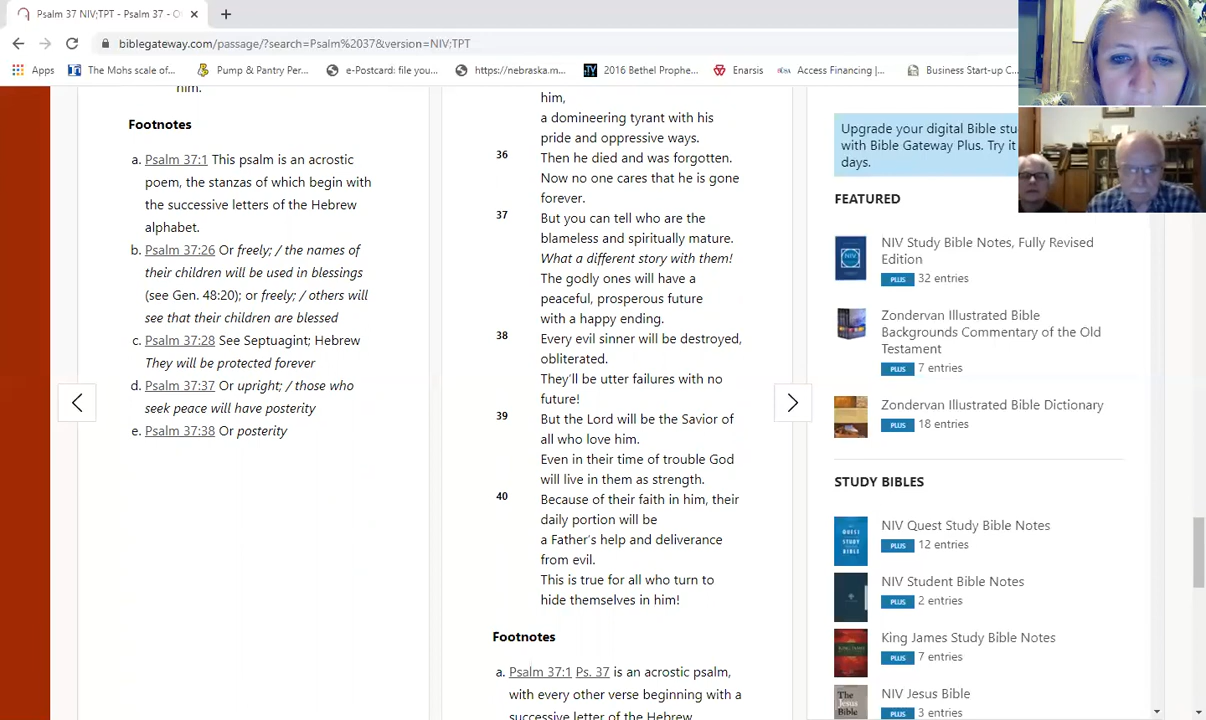 Psalm 37 NIV;TPT - Psalm 37 -
biblegateway.com/passage/?search=Psalm%2037&version=NIV;TPT
Apps
The Mohs scale of...
Pump & Pantry Per...
e-Postcard: file you...
https://nebraska.m...
2016 Bethel Prophe...
Enarsis
Access Financing |...
Business Start-up C...
him.
Footnotes
a. Psalm 37:1 This psalm is an acrostic
poem, the stanzas of which begin with
the successive letters of the Hebrew
alphabet.
b. Psalm 37:26 Or freely; / the names of
their children will be used in blessings
(see Gen. 48:20); or freely; / others will
see that their children are blessed
c. Psalm 37:28 See Septuagint; Hebrew
They will be protected forever
d. Psalm 37:37 Or upright; / those who
seek peace will have posterity
e. Psalm 37:38 Or posterity
him,
a domineering tyrant with his
pride and oppressive ways.
36 Then he died and was forgotten.
Now no one cares that he is gone
forever.
37 But you can tell who are the
blameless and spiritually mature.
What a different story with them!
The godly ones will have a
peaceful, prosperous future
with a happy ending.
38 Every evil sinner will be destroyed,
obliterated.
They'll be utter failures with no
future!
39 But the Lord will be the Savior of
all who love him.
Even in their time of trouble God
will live in them as strength.
40 Because of their faith in him, their
daily portion will be
a Father's help and deliverance
from evil.
This is true for all who turn to
hide themselves in him!
Footnotes
a. Psalm 37:1 Ps. 37 is an acrostic psalm,
with every other verse beginning with a
successive letter of the Hebrew
Upgrade your digital Bible
with Bible Gateway Plus. Try it
days.
FEATURED
NIV Study Bible Notes, Fully Revised
Edition
PLUS 32 entries
Zondervan Illustrated Bible
Backgrounds Commentary of the Old
Testament
PLUS 7 entries
Zondervan Illustrated Bible Dictionary
PLUS 18 entries
STUDY BIBLES
NIV Quest Study Bible Notes
PLUS 12 entries
NIV Student Bible Notes
PLUS 2 entries
King James Study Bible Notes
PLUS 7 entries
NIV Jesus Bible
PLUS 3 entries